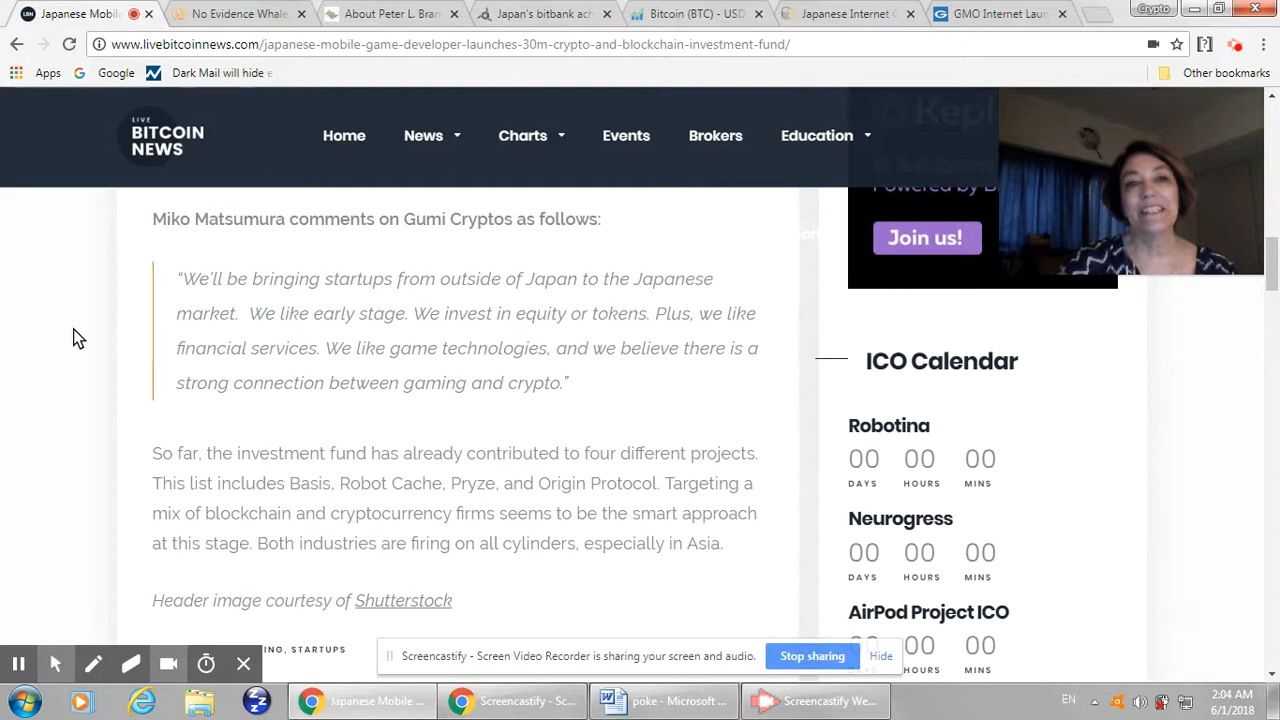 Japanese Mobile
No Evidence Whale
About Peter L. Bran
Japan's bitbank ac
Bitcoin (BTC) - USD
Japanese Internet C
GMO Internet Laun
Crypto
www.livebitcoinnews.com/japanese-mobile-game-developer-launches-30m-crypto-and-blockchain-investment-fund/
Apps
Google
Dark Mail will hide e
Other bookmarks
LIVE
BITCOIN
NEWS
Home
News
Charts
Events
Brokers
Education
Powered by
Join us!
Miko Matsumura comments on Gumi Cryptos as follows:
“We’ll be bringing startups from outside of Japan to the Japanese
market. We like early stage. We invest in equity or tokens. Plus, we like
financial services. We like game technologies, and we believe there is a
strong connection between gaming and crypto.”
So far, the investment fund has already contributed to four different projects.
This list includes Basis, Robot Cache, Pryze, and Origin Protocol. Targeting a
mix of blockchain and cryptocurrency firms seems to be the smart approach
at this stage. Both industries are firing on all cylinders, especially in Asia.
Header image courtesy of Shutterstock
ING, STARTUPS
ICO Calendar
Robotina
00 00 00
DAYS HOURS MINS
Neurogress
00 00 00
DAYS HOURS MINS
AirPod Project ICO
00 00 00
DAYS HOURS MINS
Screencastify - Screen Video Recorder is sharing your screen and audio.
Stop sharing
Hide
Japanese Mobile ...
Screencastify - Sc...
poke - Microsoft ...
Screencasting We...
EN
2:04 AM
6/1/2018